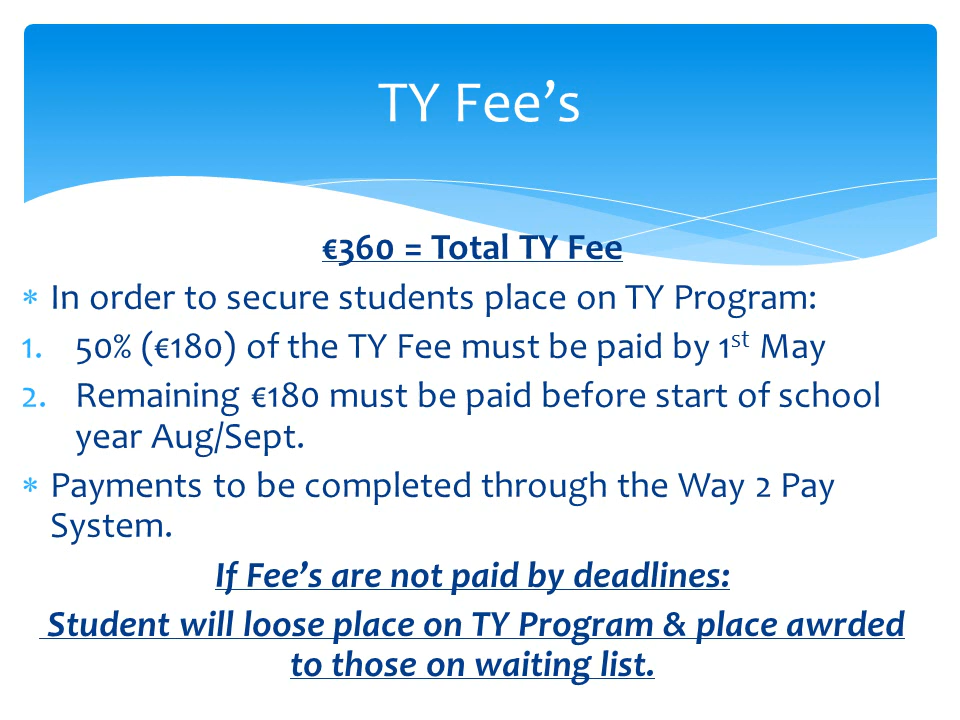 TY Fee’s
€360 = Total TY Fee
* In order to secure students place on TY Program:
1. 50% (€180) of the TY Fee must be paid by 1st May
2. Remaining €180 must be paid before start of school
year Aug/Sept.
* Payments to be completed through the Way 2 Pay
System.
If Fee’s are not paid by deadlines:
Student will loose place on TY Program & place awrded
to those on waiting list.